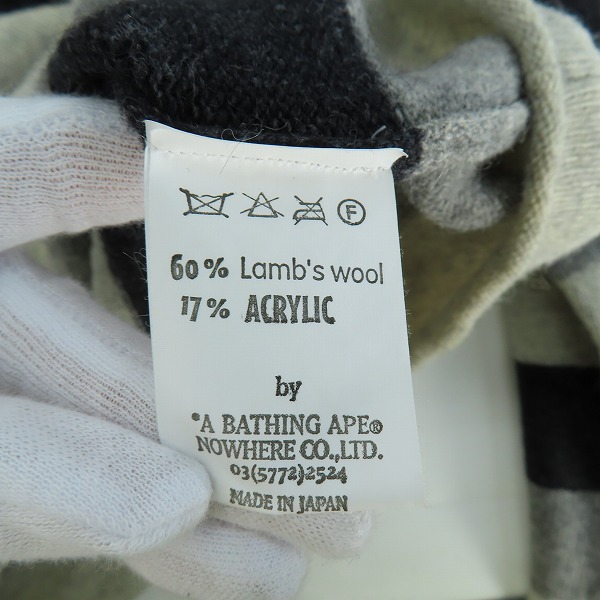 F
60% Lamb's wool
17% ACRYLIC
by
*A BATHING APE®
NOWHERE CO.,LTD.
03(5772)2524
MADE IN JAPAN